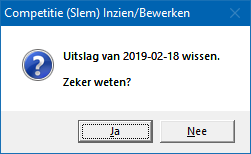 Competitie (Slem) Inzien/Bewerken
Uitslag van 2019-02-18 wissen.
Zeker weten?
Ja
Nee